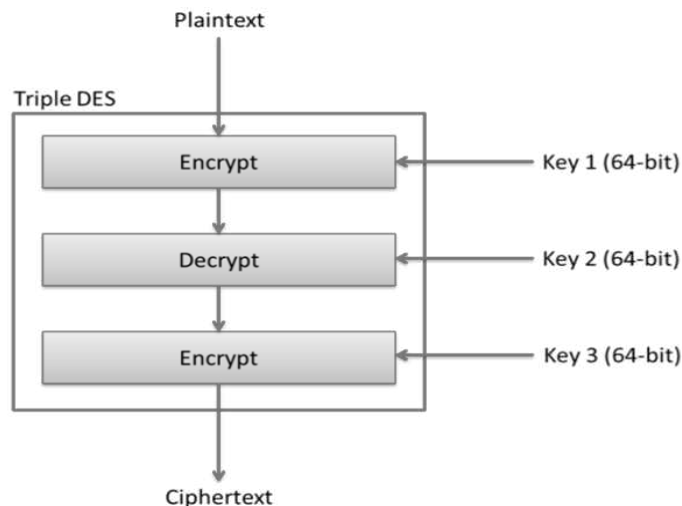 Plaintext
Triple DES
Encrypt
Key 1 (64-bit)
Decrypt
Key 2 (64-bit)
Encrypt
Key 3 (64-bit)
Ciphertext